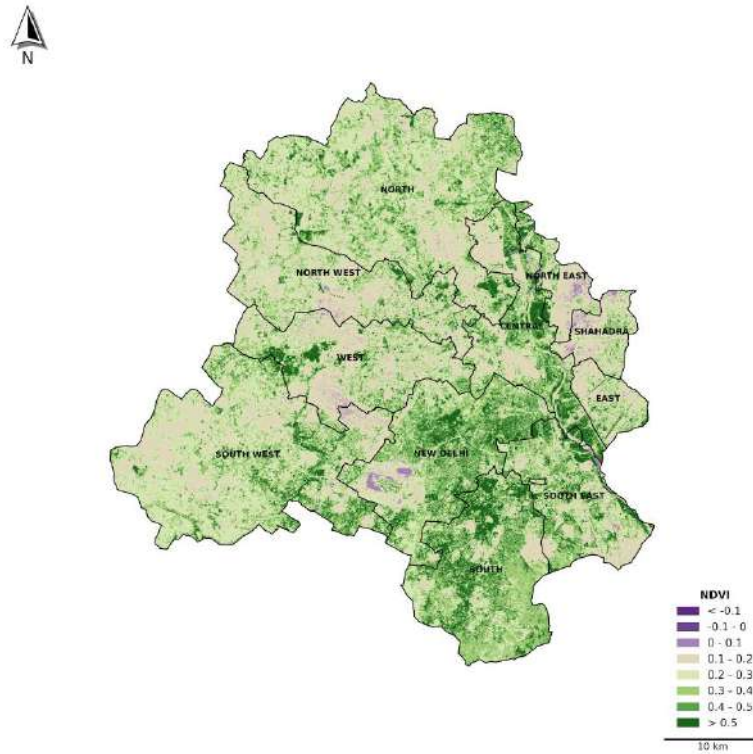 N
NORTH
NORTH WEST
NORTH EAST
CENTRAL
SHAHADRA
WEST
EAST
SOUTH WEST
NEW DELHI
SOUTH EAST
SOUTH
NDVI
< -0.1
-0.1 - 0
0 - 0.1
0.1 - 0.2
0.2 - 0.3
0.3 - 0.4
0.4 - 0.5
> 0.5
10 km